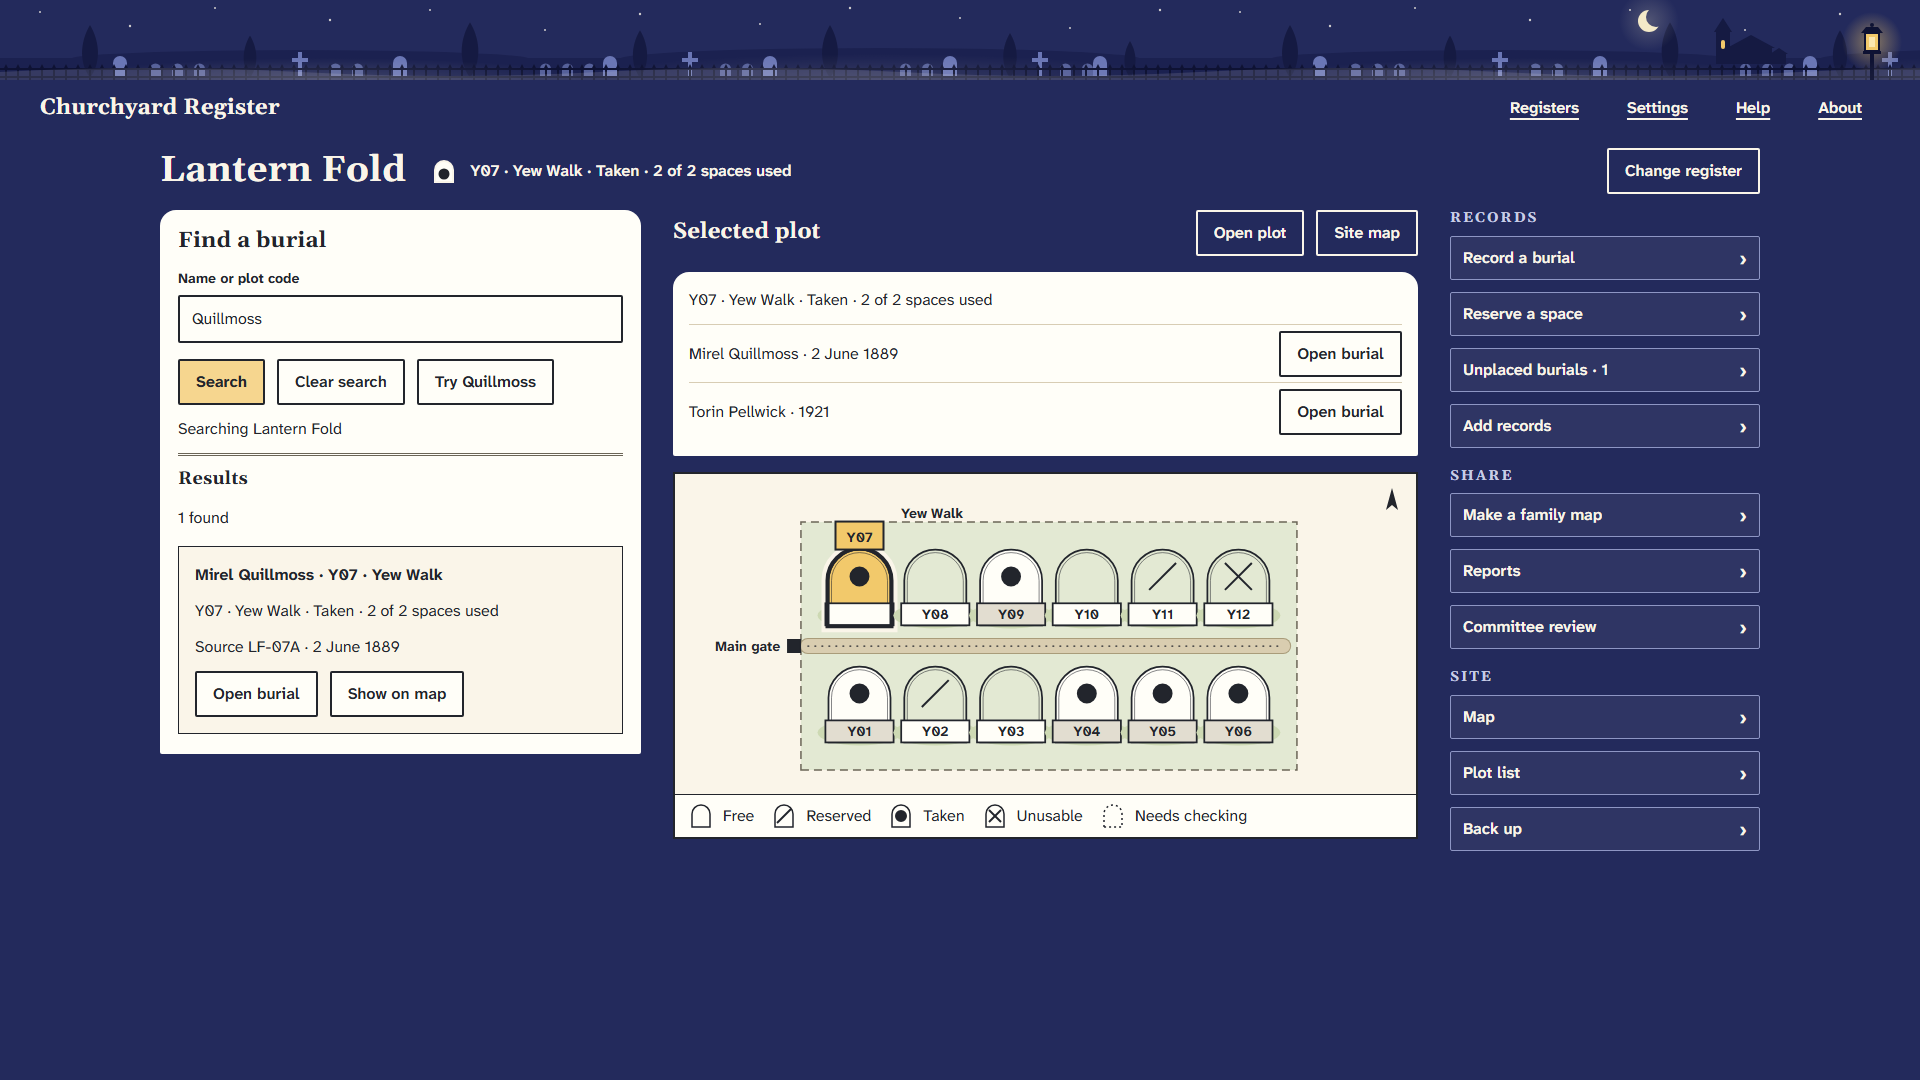 Churchyard Register
Registers Settings Help About
Lantern Fold
Y07 · Yew Walk · Taken · 2 of 2 spaces used
Change register
Find a burial
Name or plot code
Quillmoss
Search Clear search Try Quillmoss
Searching Lantern Fold
Results
1 found
Mirel Quillmoss · Y07 · Yew Walk
Y07 · Yew Walk · Taken · 2 of 2 spaces used
Source LF-07A · 2 June 1889
Open burial Show on map
Selected plot
Open plot Site map
Y07 · Yew Walk · Taken · 2 of 2 spaces used
Mirel Quillmoss · 2 June 1889 Open burial
Torin Pellwick · 1921 Open burial
Yew Walk
Y07
Y08 Y09 Y10 Y11 Y12
Main gate
Y01 Y02 Y03 Y04 Y05 Y06
Free Reserved Taken Unusable Needs checking
RECORDS
Record a burial ›
Reserve a space ›
Unplaced burials · 1 ›
Add records ›
SHARE
Make a family map ›
Reports ›
Committee review ›
SITE
Map ›
Plot list ›
Back up ›